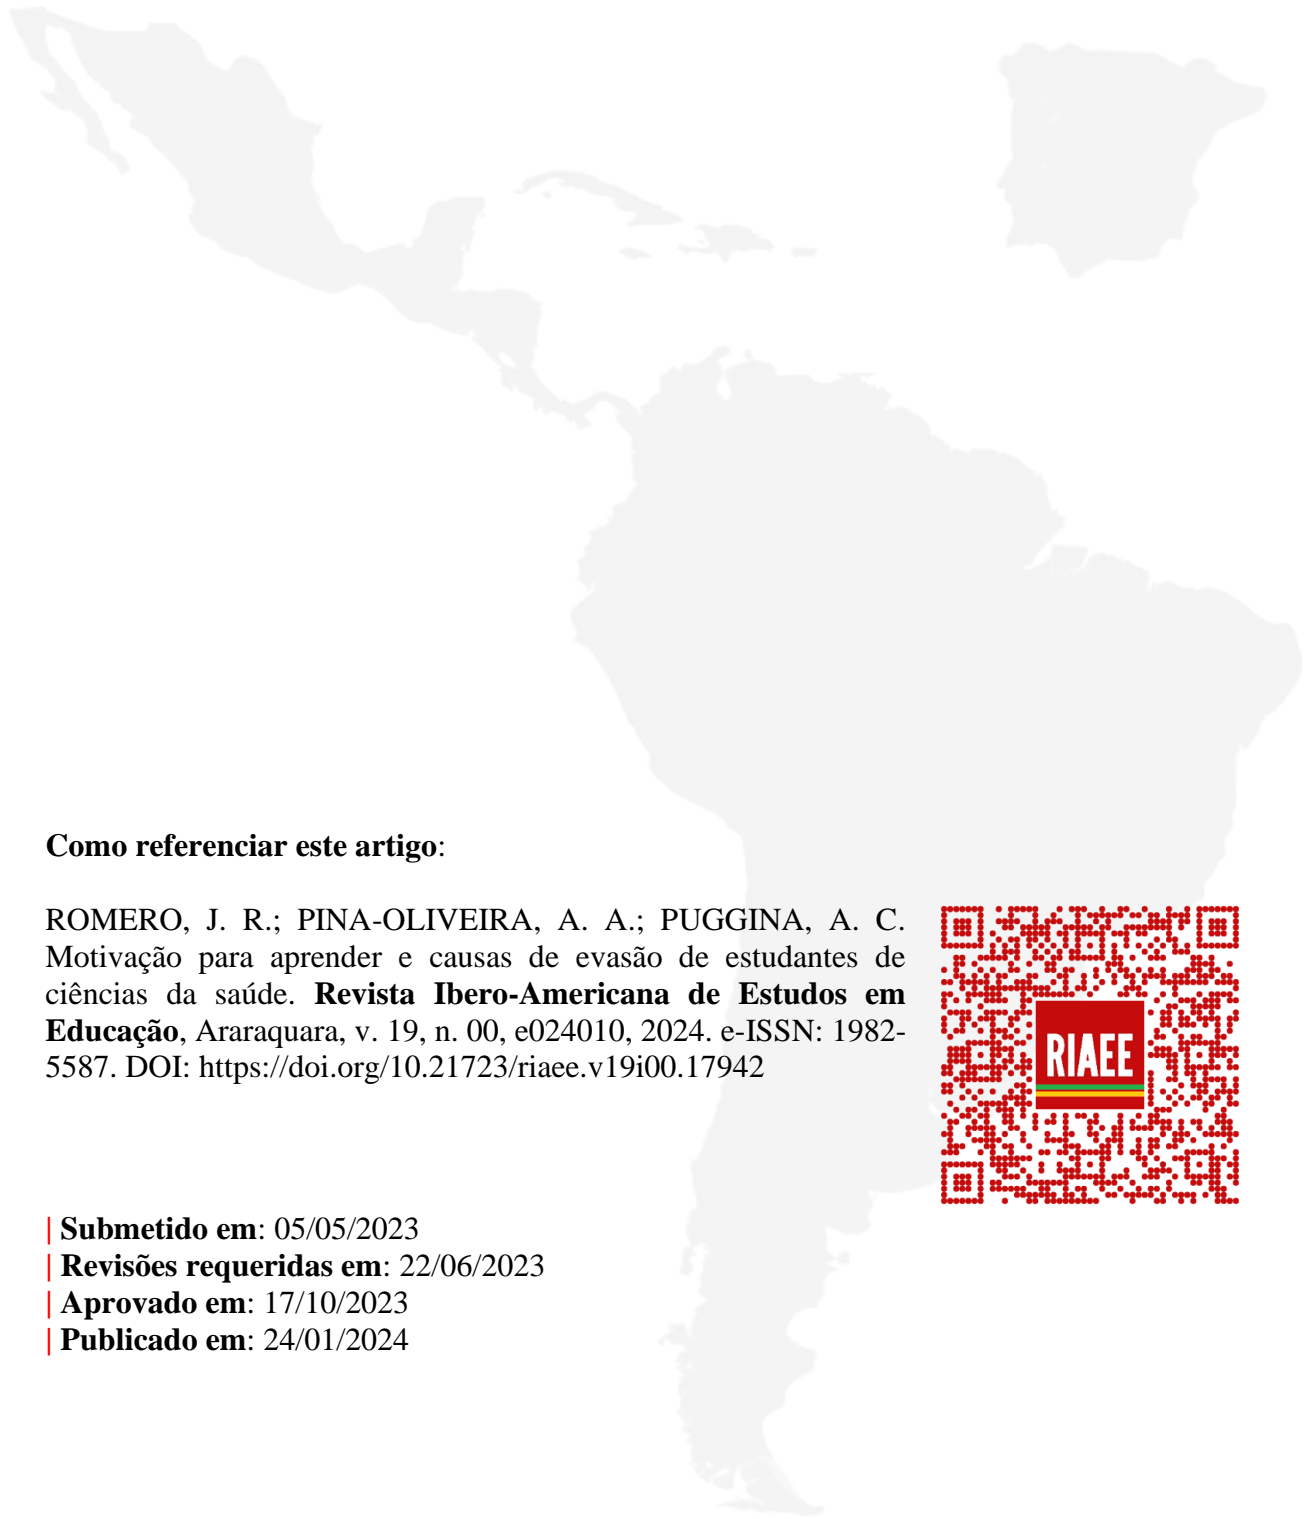 Como referenciar este artigo:
ROMERO, J. R.; PINA-OLIVEIRA, A. A.; PUGGINA, A. C.
Motivação para aprender e causas de evasão de estudantes de
ciências da saúde. Revista Ibero-Americana de Estudos em
Educação, Araraquara, v. 19, n. 00, e024010, 2024. e-ISSN: 1982-
5587. DOI: https://doi.org/10.21723/riaee.v19i00.17942
RIAEE
| Submetido em: 05/05/2023
| Revisões requeridas em: 22/06/2023
| Aprovado em: 17/10/2023
| Publicado em: 24/01/2024